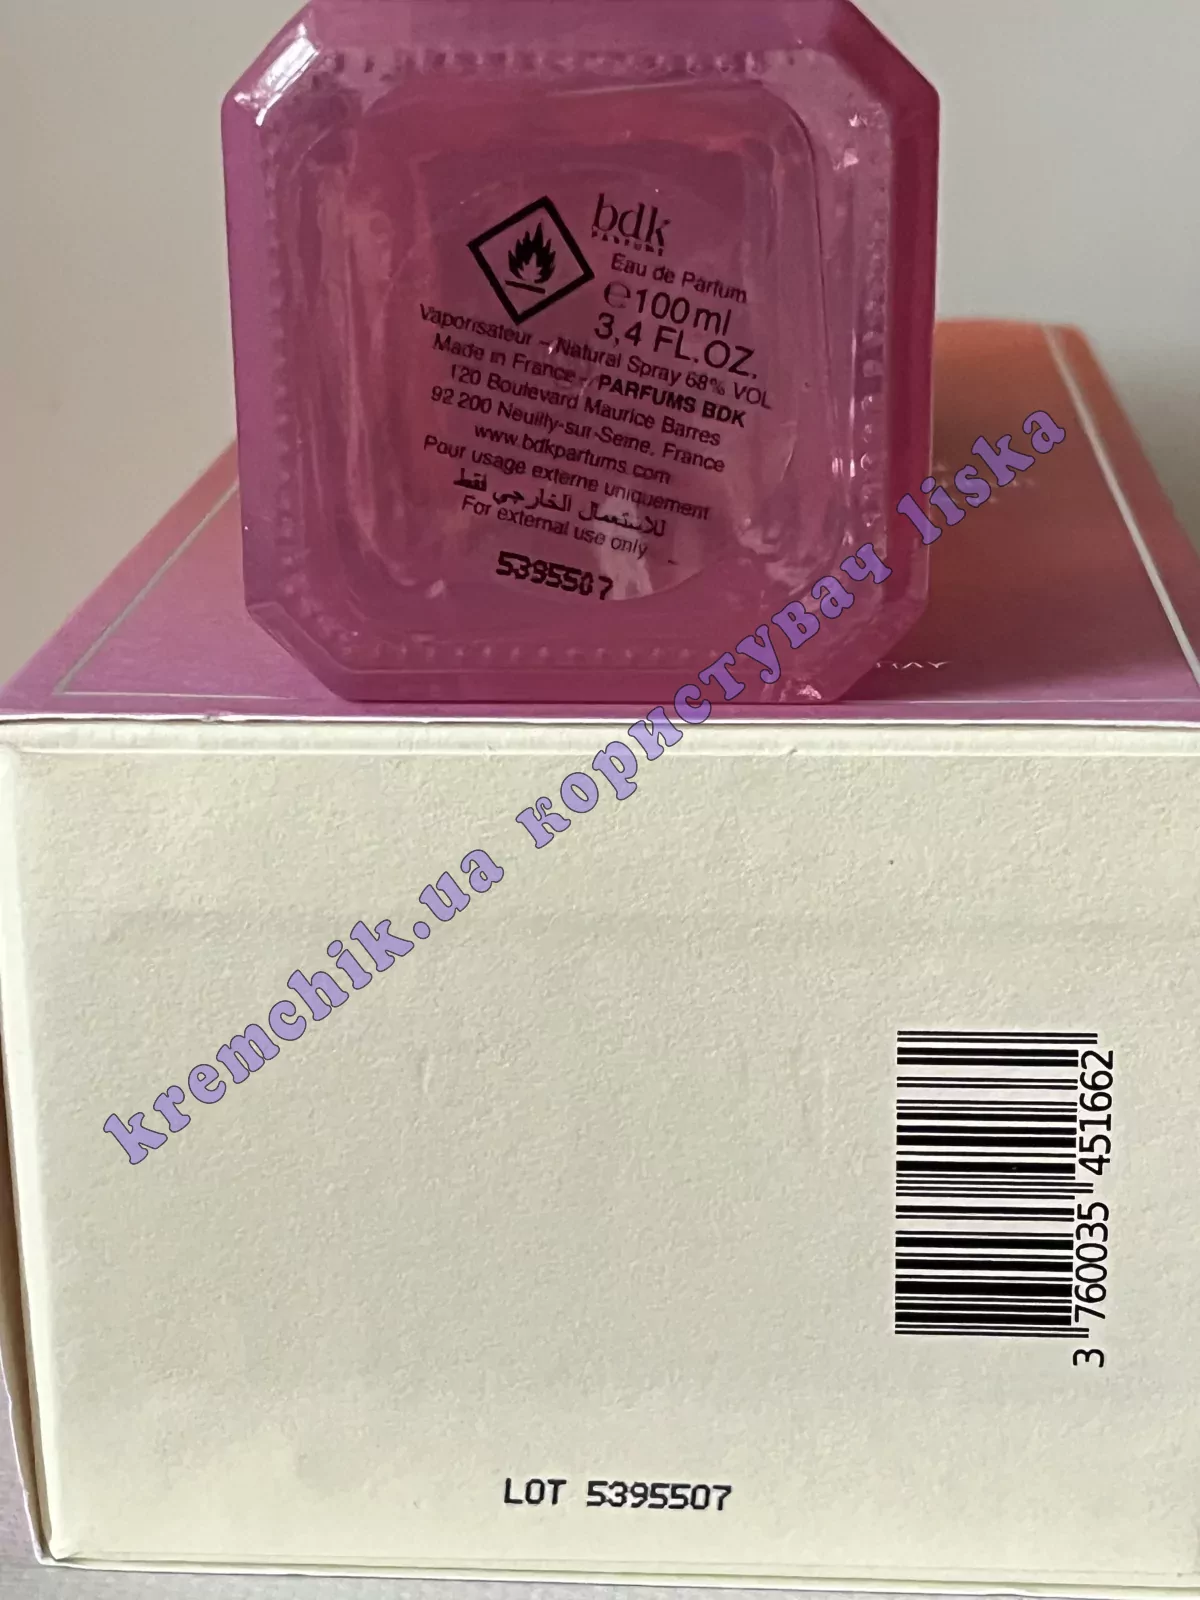 bdk
PARFUMS
Eau de Parfum
℮100ml
3,4 FL.OZ.
Vaporisateur - Natural Spray 68% VOL
Made in France - PARFUMS BDK
120 Boulevard Maurice Barres
92 200 Neuilly-sur-Seine, France
www.bdkparfums.com
Pour usage externe uniquement
للاستعمال الخارجي فقط
For external use only
5395507
kremchik.ua користувач liska
3 760035 451662
LOT 5395507